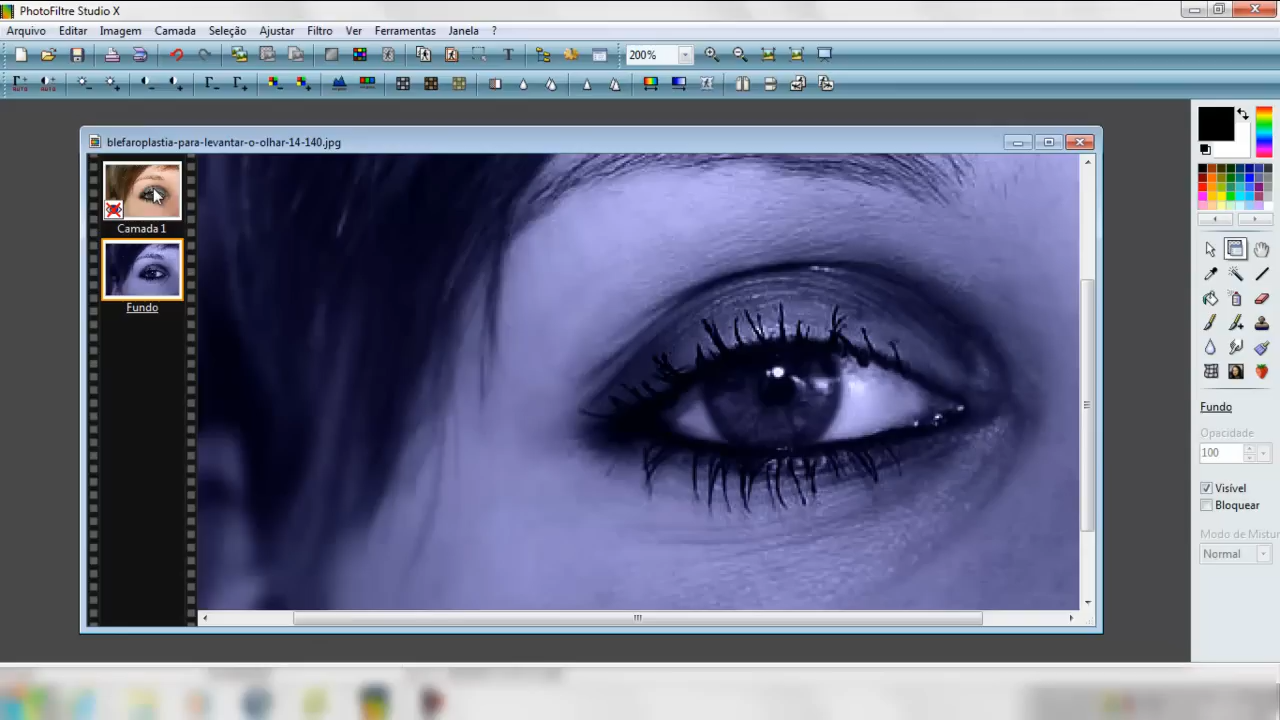 PhotoFiltre Studio X
Arquivo Editar Imagem Camada Seleção Ajustar Filtro Ver Ferramentas Janela ?
200%
blefaroplastia-para-levantar-o-olhar-14-140.jpg
Camada 1
Fundo
Fundo
Opacidade
100
Visível
Bloquear
Modo de Mistur
Normal